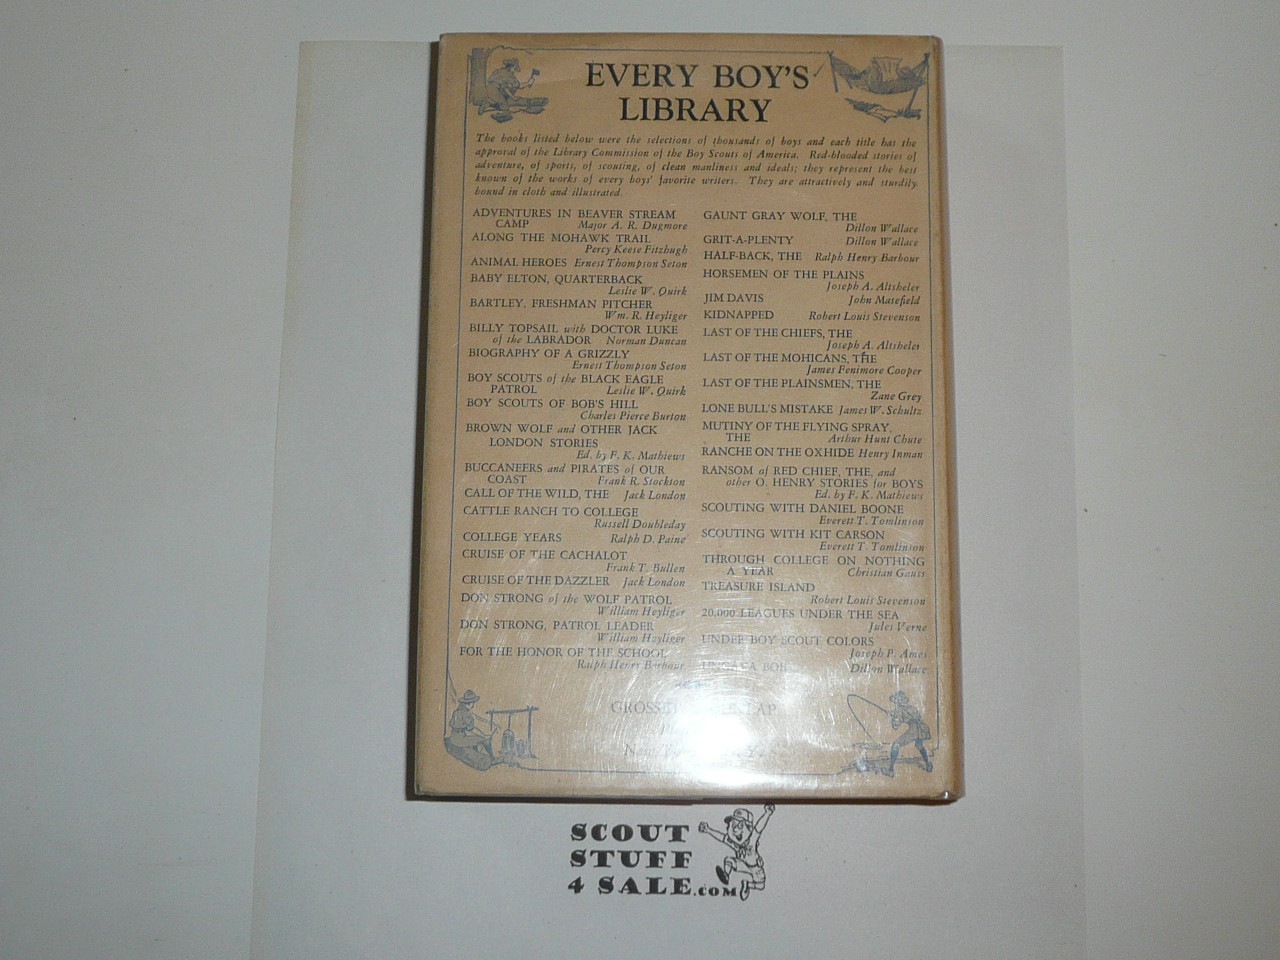 EVERY BOY'S
LIBRARY
The books listed below were the selections of thousands of boys and each title has the
approval of the Library Commission of the Boy Scouts of America. Red-blooded stories of
adventure, of sports, of scouting, of clean manliness and ideals; they represent the best
known of the works of every boys' favorite writers. They are attractively and sturdily
bound in cloth and illustrated.
ADVENTURES IN BEAVER STREAM
CAMP Major A. R. Dugmore
ALONG THE MOHAWK TRAIL
Percy Keese Fitzhugh
ANIMAL HEROES Ernest Thompson Seton
BABY ELTON, QUARTERBACK
Leslie W. Quirk
BARTLEY, FRESHMAN PITCHER
Wm. R. Heyliger
BILLY TOPSAIL with DOCTOR LUKE
of the LABRADOR Norman Duncan
BIOGRAPHY OF A GRIZZLY
Ernest Thompson Seton
BOY SCOUTS of the BLACK EAGLE
PATROL Leslie W. Quirk
BOY SCOUTS OF BOB'S HILL
Charles Pierce Burton
BROWN WOLF and OTHER JACK
LONDON STORIES
Ed. by F. K. Mathiews
BUCCANEERS and PIRATES of OUR
COAST Frank R. Stockton
CALL OF THE WILD, THE Jack London
CATTLE RANCH TO COLLEGE
Russell Doubleday
COLLEGE YEARS Ralph D. Paine
CRUISE OF THE CACHALOT
Frank T. Bullen
CRUISE OF THE DAZZLER Jack London
DON STRONG of the WOLF PATROL
William Heyliger
DON STRONG, PATROL LEADER
William Heyliger
FOR THE HONOR OF THE SCHOOL
Ralph Henry Barbour
GAUNT GRAY WOLF, THE
Dillon Wallace
GRIT-A-PLENTY Dillon Wallace
HALF-BACK, THE Ralph Henry Barbour
HORSEMEN OF THE PLAINS
Joseph A. Altsheler
JIM DAVIS John Masefield
KIDNAPPED Robert Louis Stevenson
LAST OF THE CHIEFS, THE
Joseph A. Altsheler
LAST OF THE MOHICANS, THE
James Fenimore Cooper
LAST OF THE PLAINSMEN, THE
Zane Grey
LONE BULL'S MISTAKE James W. Schultz
MUTINY OF THE FLYING SPRAY,
THE Arthur Hunt Chute
RANCHE ON THE OXHIDE Henry Inman
RANSOM of RED CHIEF, THE, and
other O. HENRY STORIES for BOYS
Ed. by F. K. Mathiews
SCOUTING WITH DANIEL BOONE
Everett T. Tomlinson
SCOUTING WITH KIT CARSON
Everett T. Tomlinson
THROUGH COLLEGE ON NOTHING
A YEAR Christian Gauss
TREASURE ISLAND
Robert Louis Stevenson
20,000 LEAGUES UNDER THE SEA
Jules Verne
UNDER BOY SCOUT COLORS
Joseph P. Ames
UNGAVA BOB Dillon Wallace
SCOUT
STUFF
4 SALE.COM